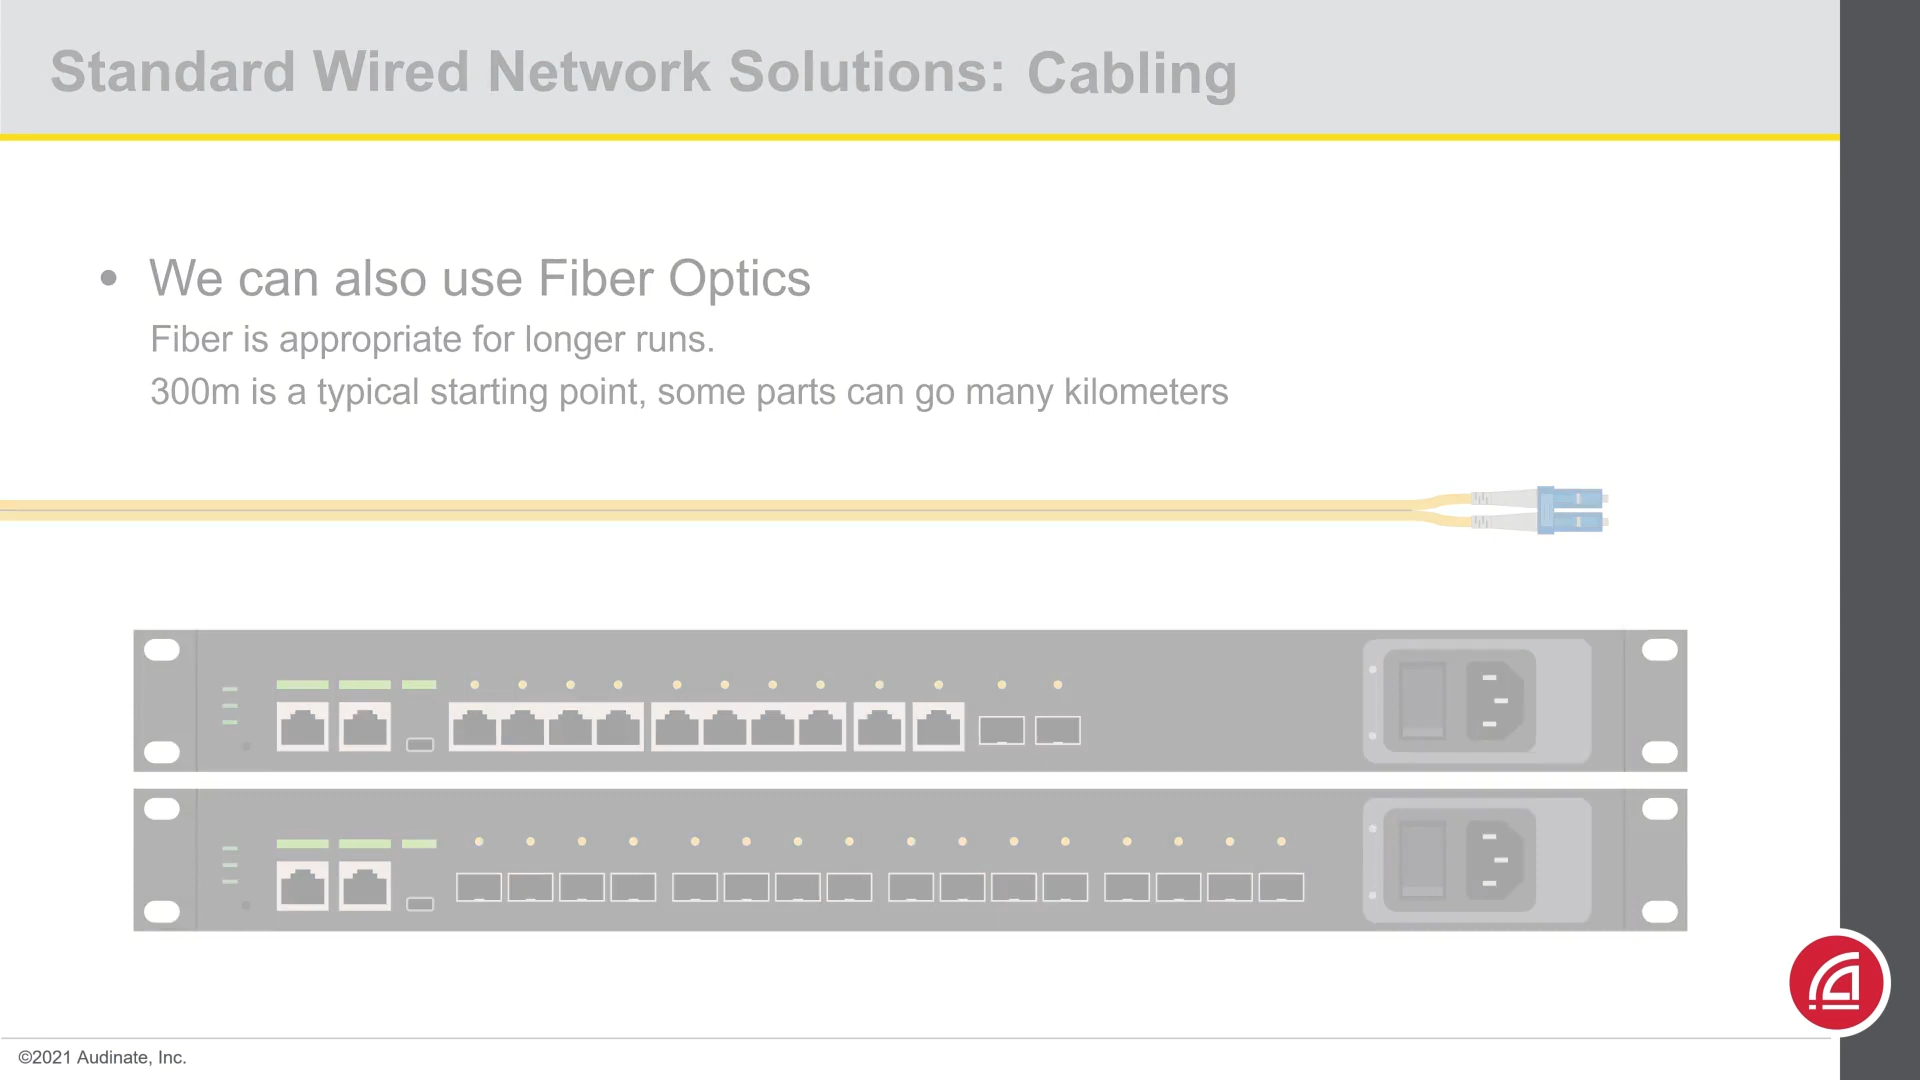 Standard Wired Network Solutions: Cabling
• We can also use Fiber Optics
Fiber is appropriate for longer runs.
300m is a typical starting point, some parts can go many kilometers
©2021 Audinate, Inc.